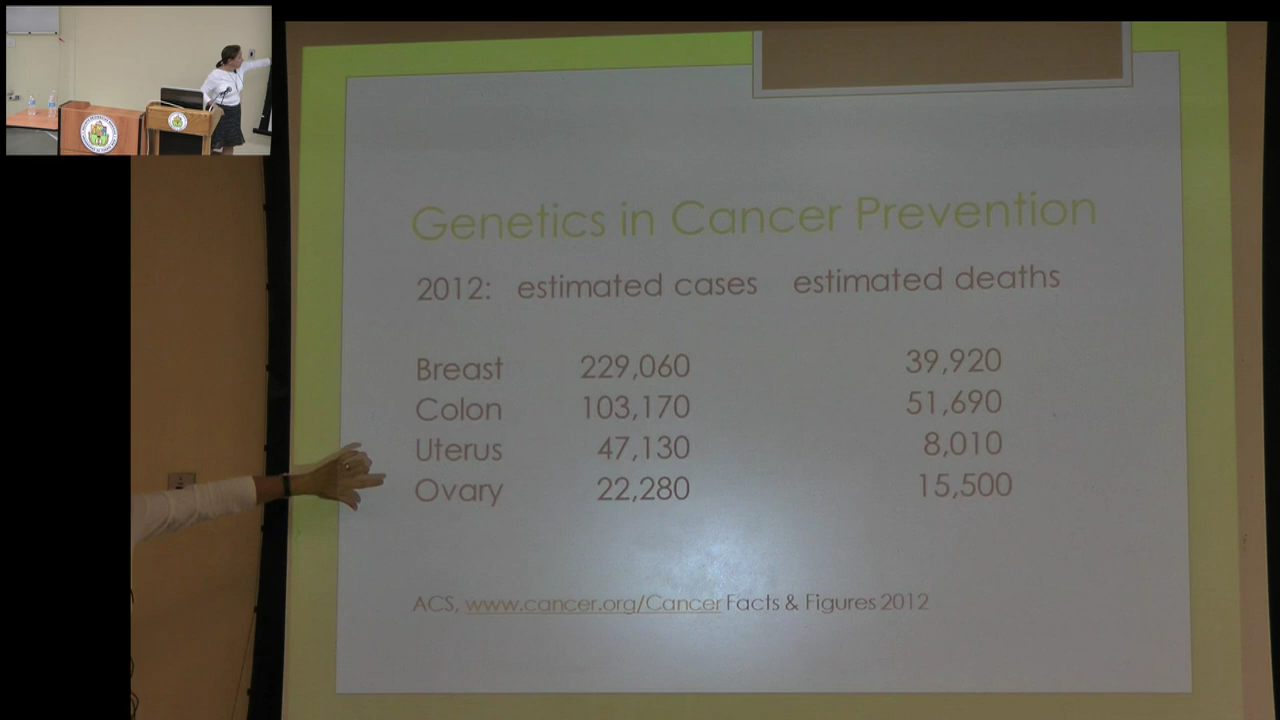 Genetics in Cancer Prevention
2012: estimated cases estimated deaths
Breast 229,060 39,920
Colon 103,170 51,690
Uterus 47,130 8,010
Ovary 22,280 15,500
ACS, www.cancer.org/Cancer Facts & Figures 2012